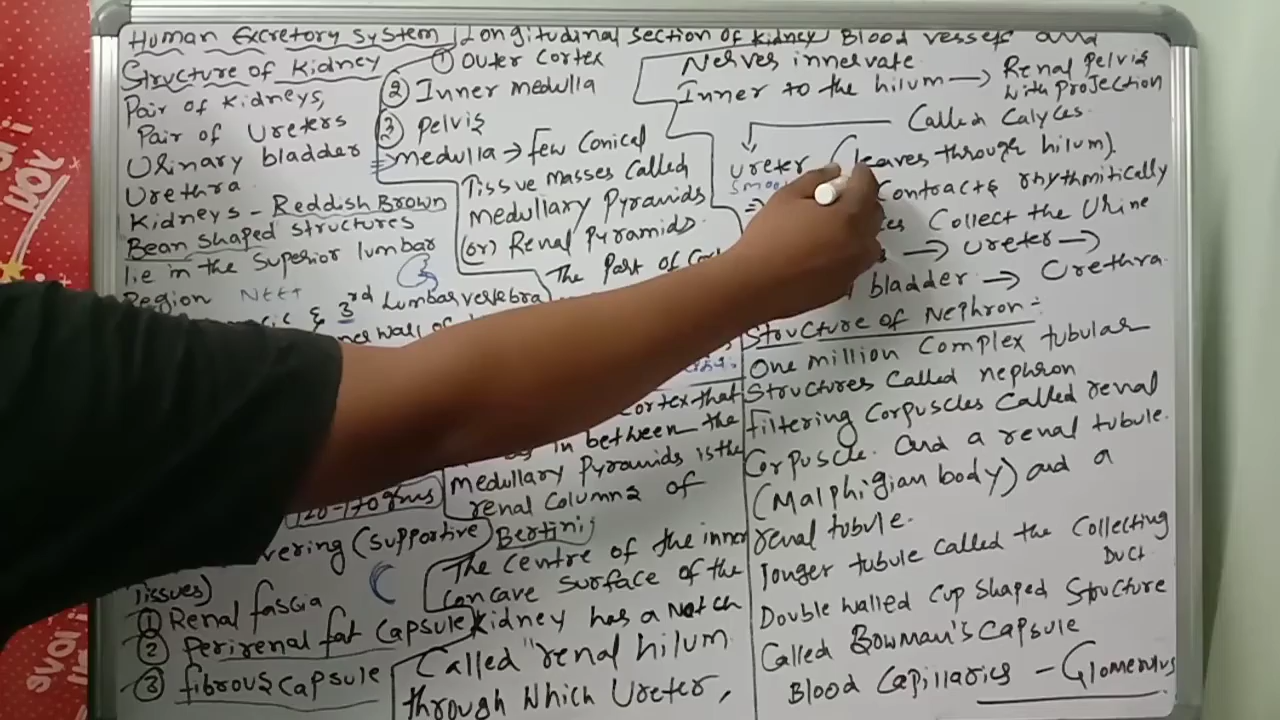 Human Excretory System
Structure of Kidney
Pair of Kidneys,
Pair of Ureters
Urinary bladder
Urethra
Kidneys - Reddish Brown
Bean shaped structures
lie in the Superior lumbar
Region NEET
& 3rd Lumbar vertebra
wall of
120-170gms
(supportive
Tissues)
① Renal fascia
② Perirenal fat capsule
③ fibrous capsule
Longitudinal section of Kidney
① Outer cortex
② Inner medulla
③ Pelvis
medulla → Few Conical
Tissue masses Called
medullary Pyramids
(or) Renal Pyramids
The Part of
Cortex that
in between the
medullary Pyramids is the
renal Columns of
Bertini;
The Centre of the inner
Concave surface of the
Kidney has a Notch
Called "renal hilum
through Which Ureter,
Blood vessels and
Nerves innervate
Inner to the hilum → Renal Pelvis
with Projection
Called Calyces.
Ureter (leaves through hilum).
Contracts rhythmitically
Collect the Urine
→ Ureter →
bladder → Urethra
Structure of Nephron:-
One million Complex tubular
Structures Called nephron
Filtering Corpuscles Called renal
Corpuscle. And a renal tubule.
(Malphigian body) and a
renal tubule.
longer tubule called the Collecting
Duct
Double walled Cup Shaped Structure
Called Bowman's Capsule
Blood Capillaries - Glomerulus